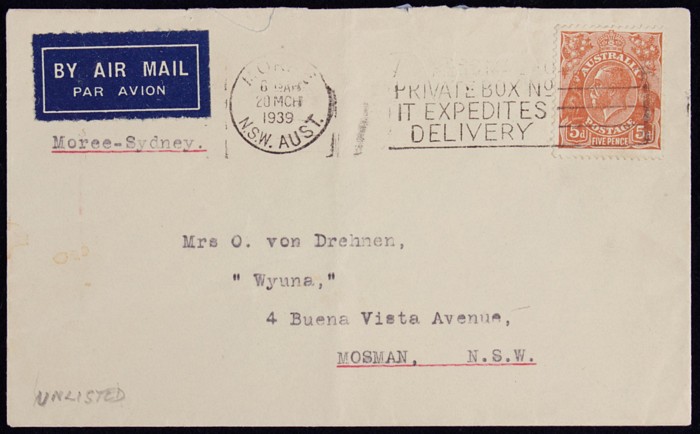 BY AIR MAIL
PAR AVION
Moree-Sydney.
20 MCH
1939
N.S.W. AUST.
PRIVATE BOX NO
IT EXPEDITES
DELIVERY
AUSTRALIA
POSTAGE
5d 5d
FIVE PENCE
Mrs O. von Drehnen,
" Wyuna,"
4 Buena Vista Avenue,
MOSMAN, N.S.W.
UNLISTED